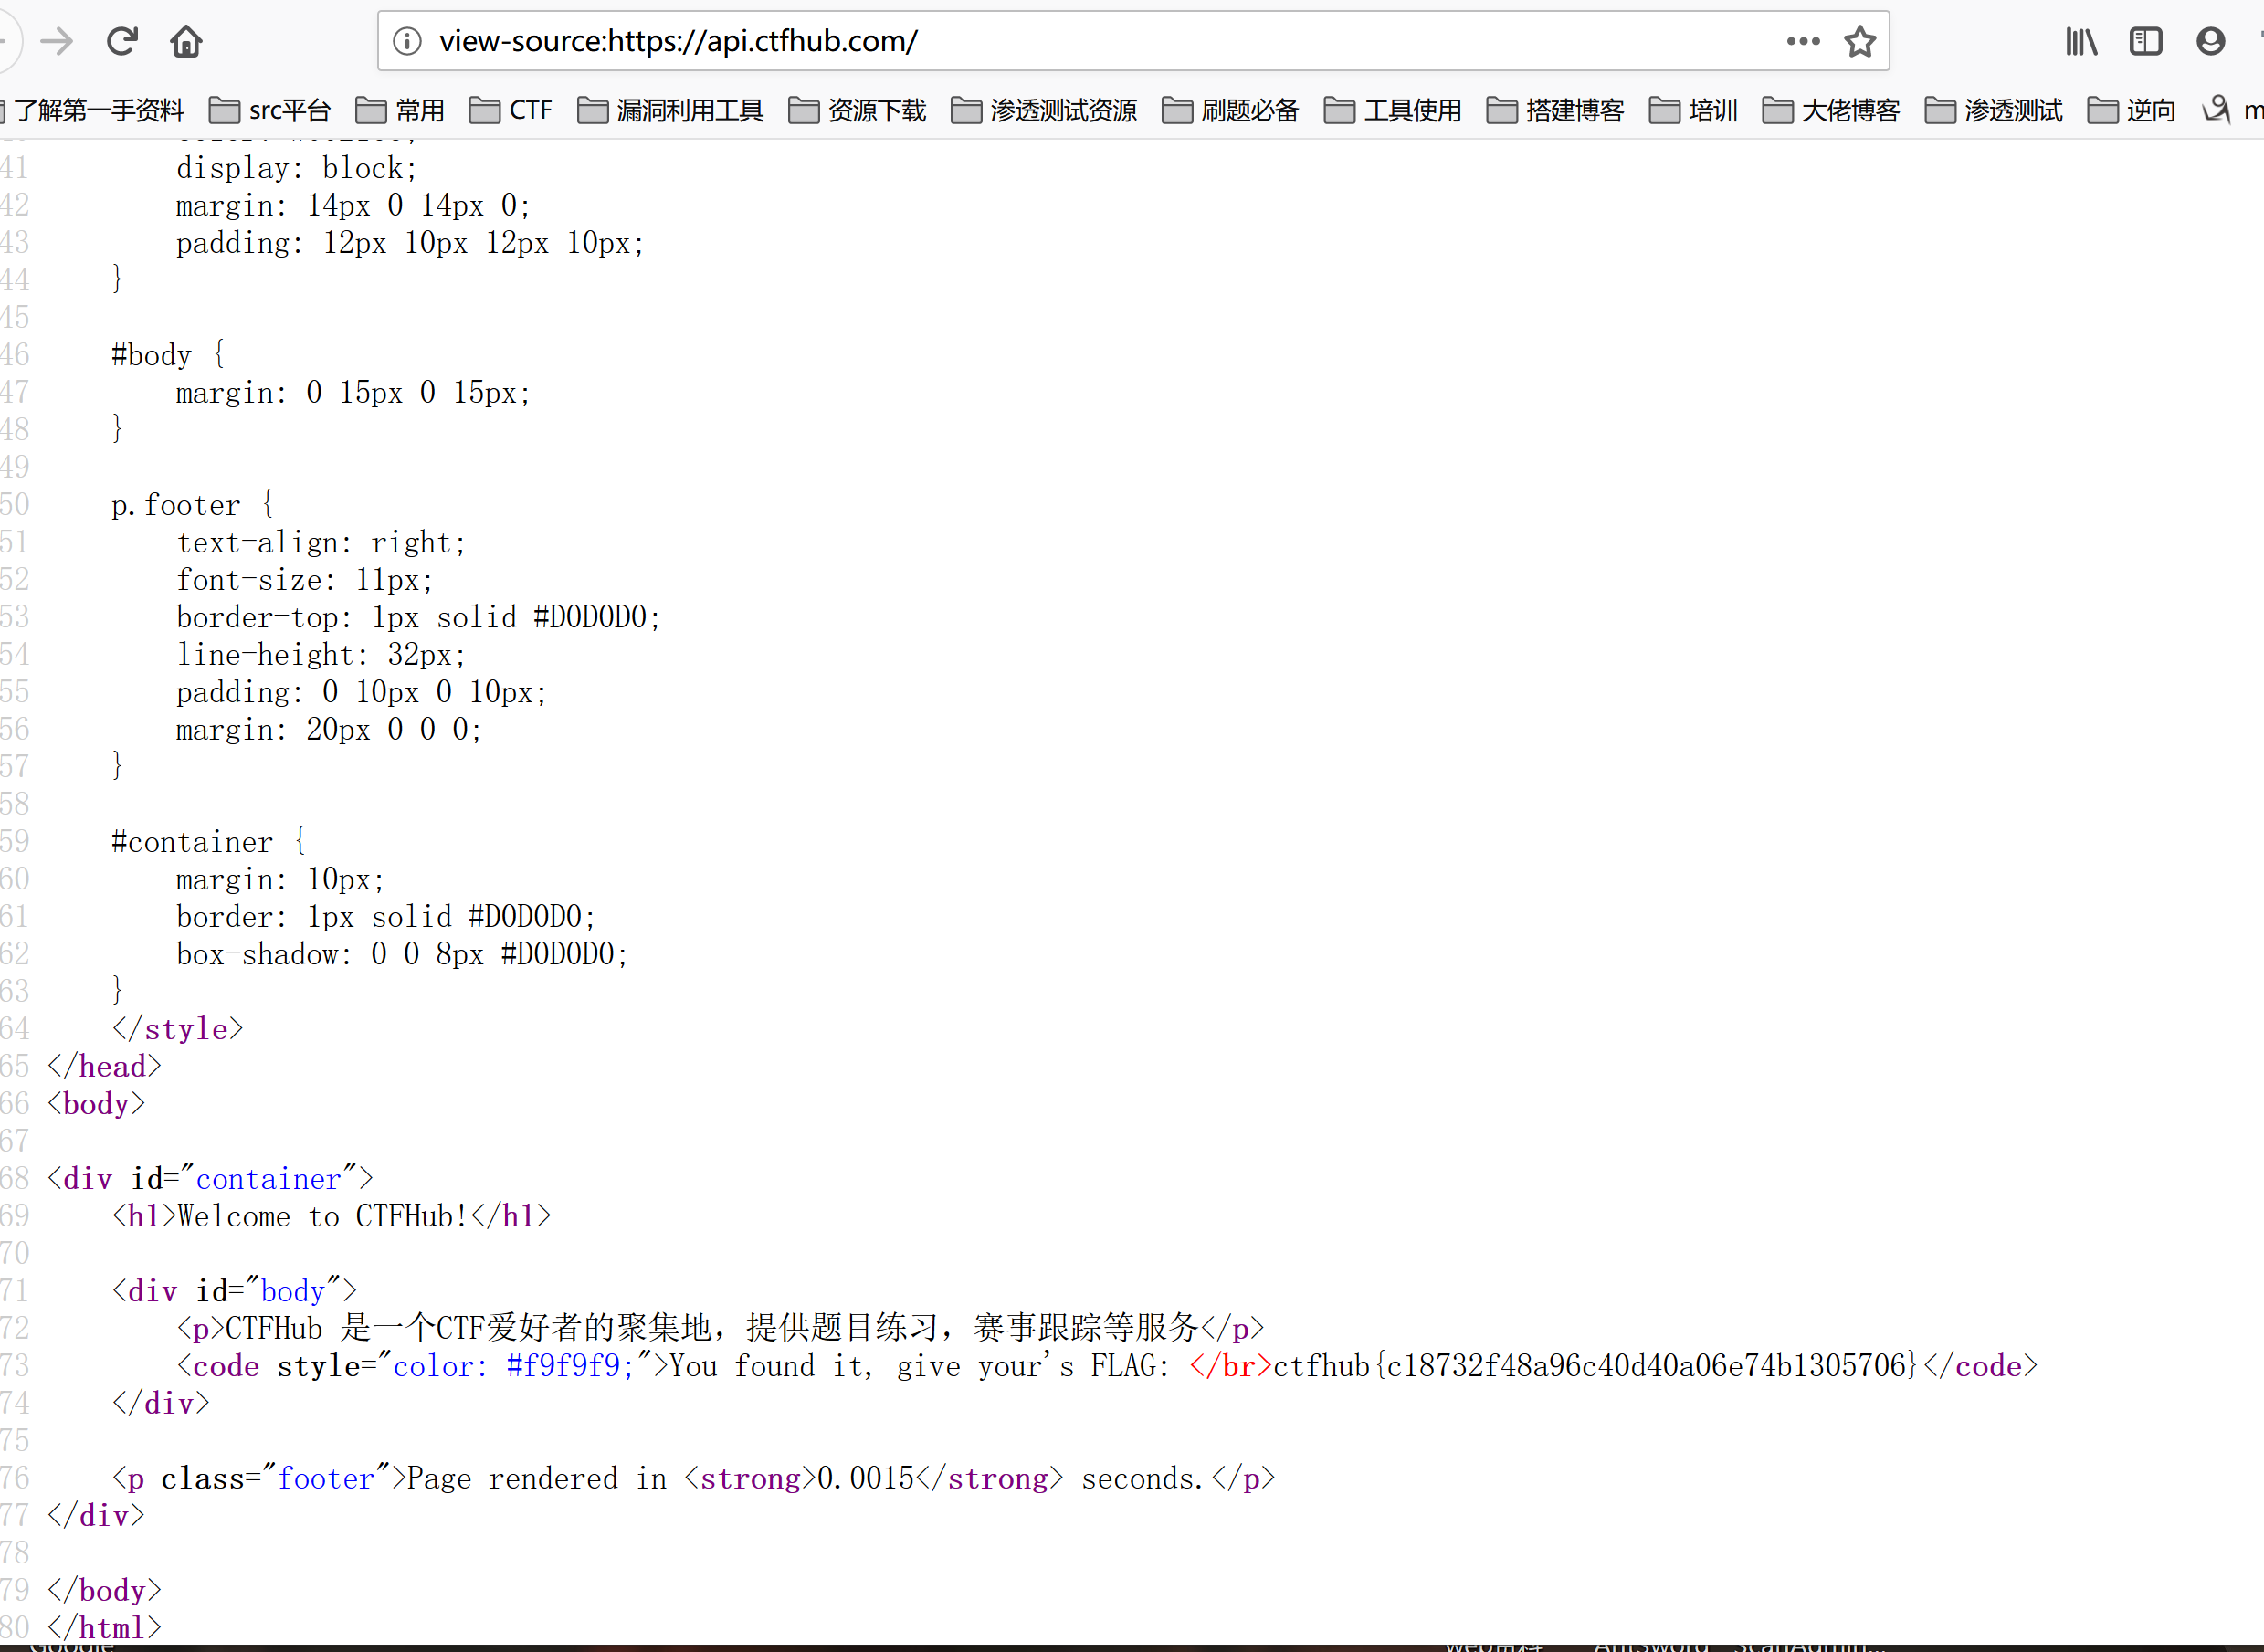 view-source:https://api.ctfhub.com/
了解第一手资料 src平台 常用 CTF 漏洞利用工具 资源下载 渗透测试资源 刷题必备 工具使用 搭建博客 培训 大佬博客 渗透测试 逆向
41 display: block;
42 margin: 14px 0 14px 0;
43 padding: 12px 10px 12px 10px;
44 }
45
46 #body {
47 margin: 0 15px 0 15px;
48 }
49
50 p.footer {
51 text-align: right;
52 font-size: 11px;
53 border-top: 1px solid #D0D0D0;
54 line-height: 32px;
55 padding: 0 10px 0 10px;
56 margin: 20px 0 0 0;
57 }
58
59 #container {
60 margin: 10px;
61 border: 1px solid #D0D0D0;
62 box-shadow: 0 0 8px #D0D0D0;
63 }
64 </style>
65 </head>
66 <body>
67
68 <div id="container">
69 <h1>Welcome to CTFHub!</h1>
70
71 <div id="body">
72 <p>CTFHub 是一个CTF爱好者的聚集地，提供题目练习，赛事跟踪等服务</p>
73 <code style="color: #f9f9f9;">You found it, give your's FLAG: </br>ctfhub{c18732f48a96c40d40a06e74b1305706}</code>
74 </div>
75
76 <p class="footer">Page rendered in <strong>0.0015</strong> seconds.</p>
77 </div>
78
79 </body>
80 </html>